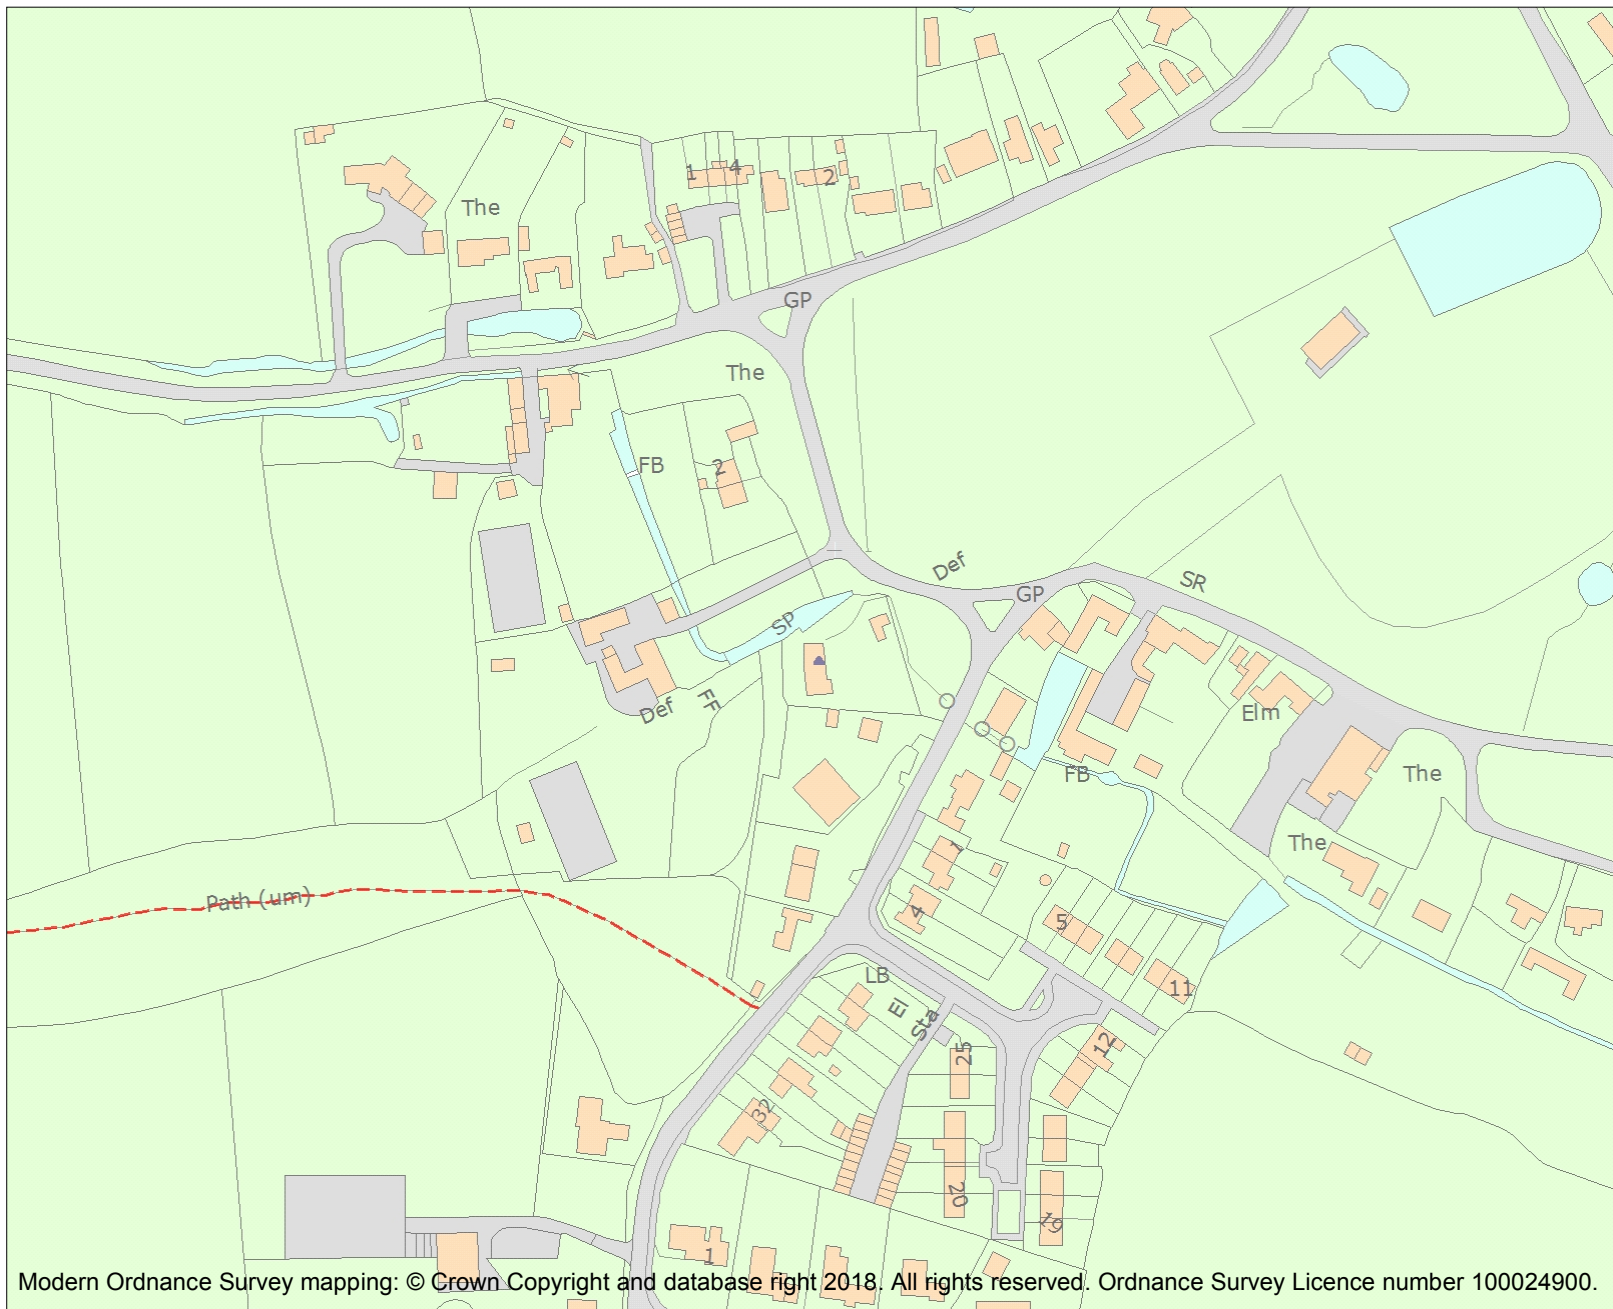 1
4
2
The
GP
The
FB
2
Def
GP
SR
SP
Def
FF
Elm
The
FB
The
1
4
5
Path (um)
LB
El
Sta
11
25
12
32
20
19
1
Modern Ordnance Survey mapping: © Crown Copyright and database right 2018. All rights reserved. Ordnance Survey Licence number 100024900.